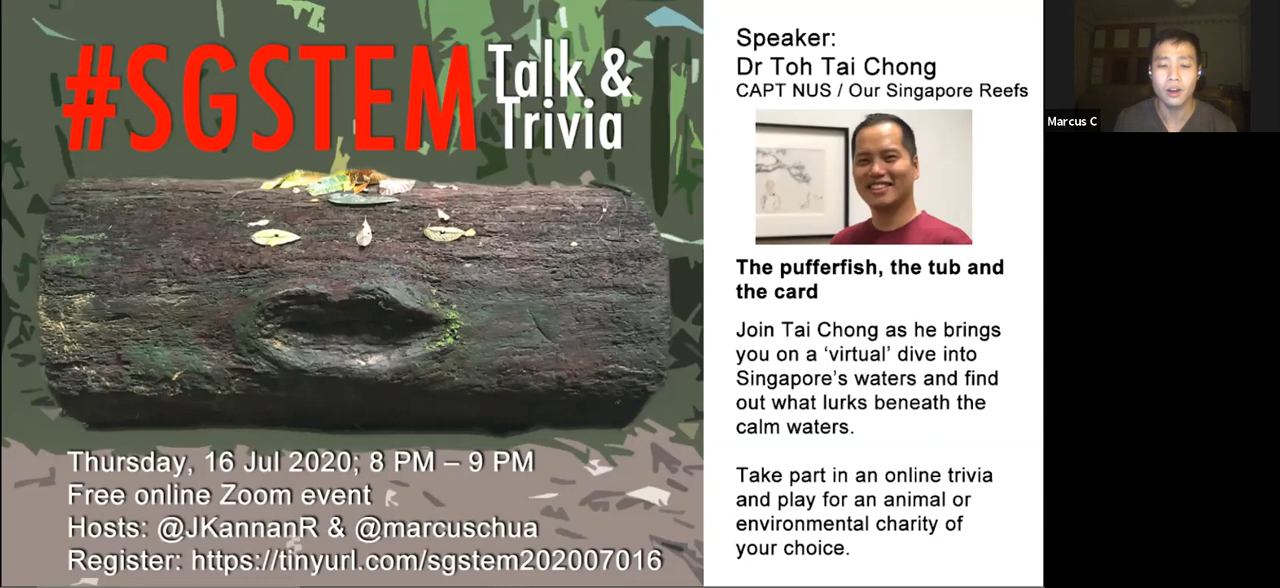 #SGSTEM Talk &
Trivia
Thursday, 16 Jul 2020; 8 PM – 9 PM
Free online Zoom event
Hosts: @JKannanR & @marcuschua
Register: https://tinyurl.com/sgstem202007016
Speaker:
Dr Toh Tai Chong
CAPT NUS / Our Singapore Reefs
The pufferfish, the tub and
the card
Join Tai Chong as he brings
you on a ‘virtual’ dive into
Singapore’s waters and find
out what lurks beneath the
calm waters.
Take part in an online trivia
and play for an animal or
environmental charity of
your choice.
Marcus C